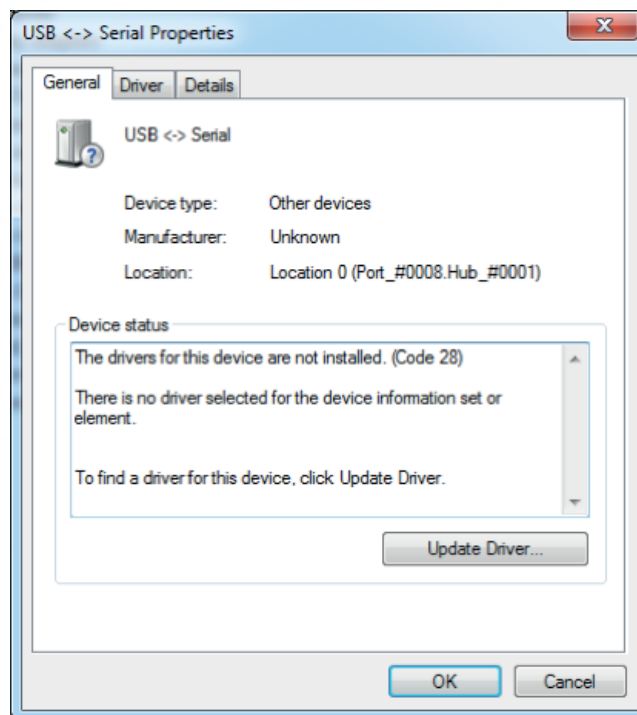 USB <-> Serial Properties
General Driver Details
USB <-> Serial
Device type: Other devices
Manufacturer: Unknown
Location: Location 0 (Port_#0008.Hub_#0001)
Device status
The drivers for this device are not installed. (Code 28)
There is no driver selected for the device information set or
element.
To find a driver for this device, click Update Driver.
Update Driver...
OK Cancel